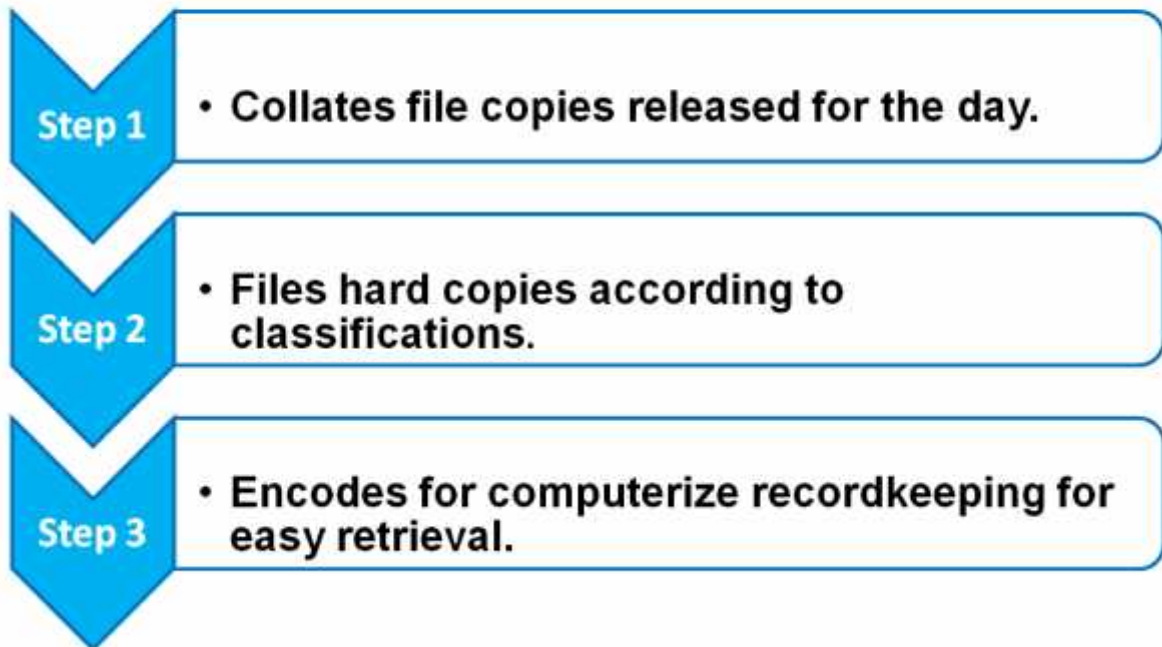 Step 1
• Collates file copies released for the day.
Step 2
• Files hard copies according to
classifications.
Step 3
• Encodes for computerize recordkeeping for
easy retrieval.